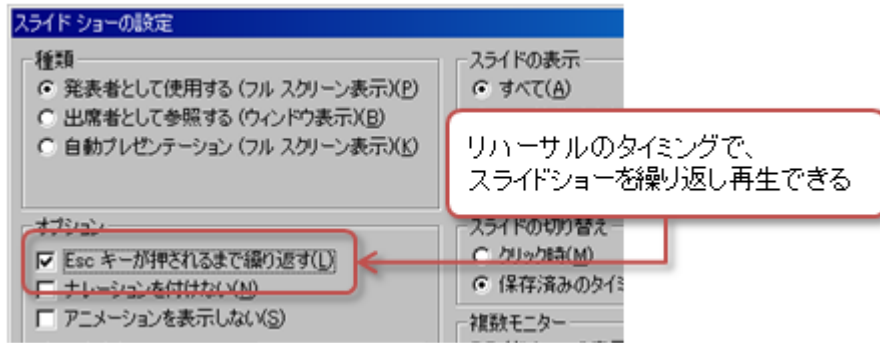 スライド ショーの設定
種類
発表者として使用する (フル スクリーン表示)(P)
出席者として参照する (ウィンドウ表示)(B)
自動プレゼンテーション (フル スクリーン表示)(K)
スライドの表示
すべて(A)
リハーサルのタイミングで、
スライドショーを繰り返し再生できる
オプション
Esc キーが押されるまで繰り返す(L)
ナレーションを付けない(N)
アニメーションを表示しない(S)
スライドの切り替え
クリック時(M)
保存済みのタイ
複数モニター